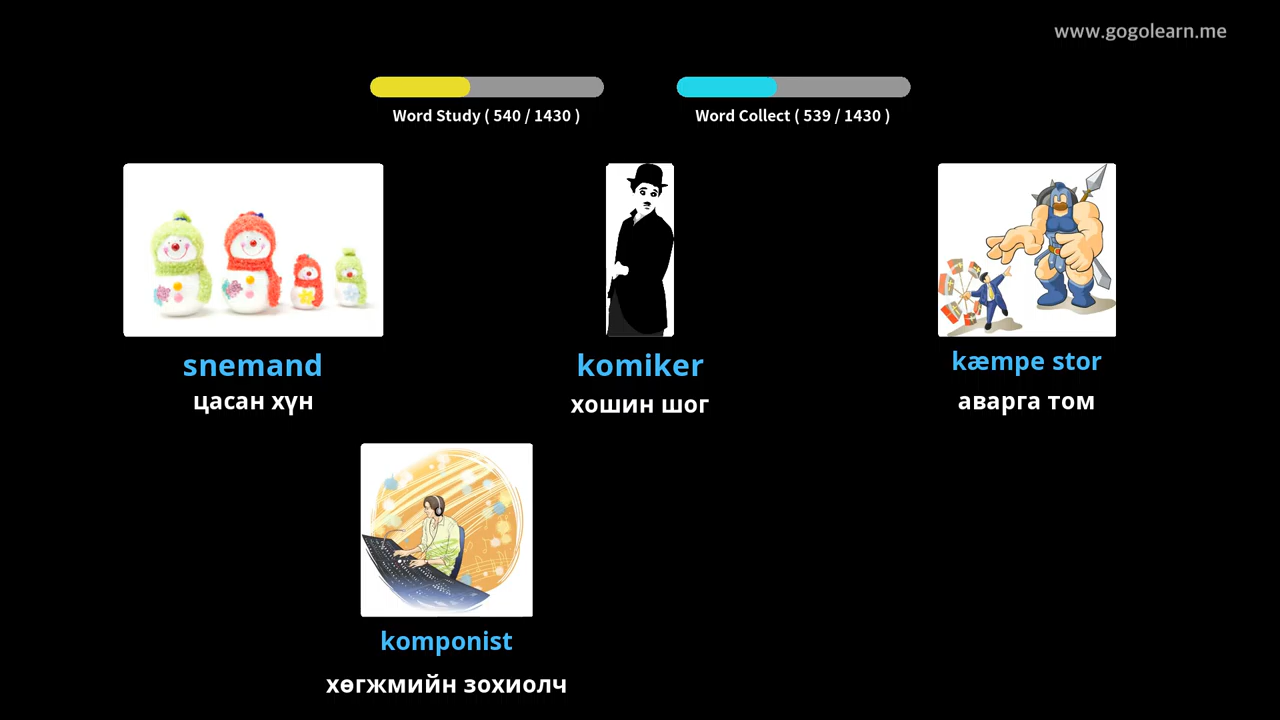 www.gogolearn.me
Word Study ( 540 / 1430 )
Word Collect ( 539 / 1430 )
snemand
цасан хүн
komiker
хошин шог
kæmpe stor
аварга том
komponist
хөгжмийн зохиолч